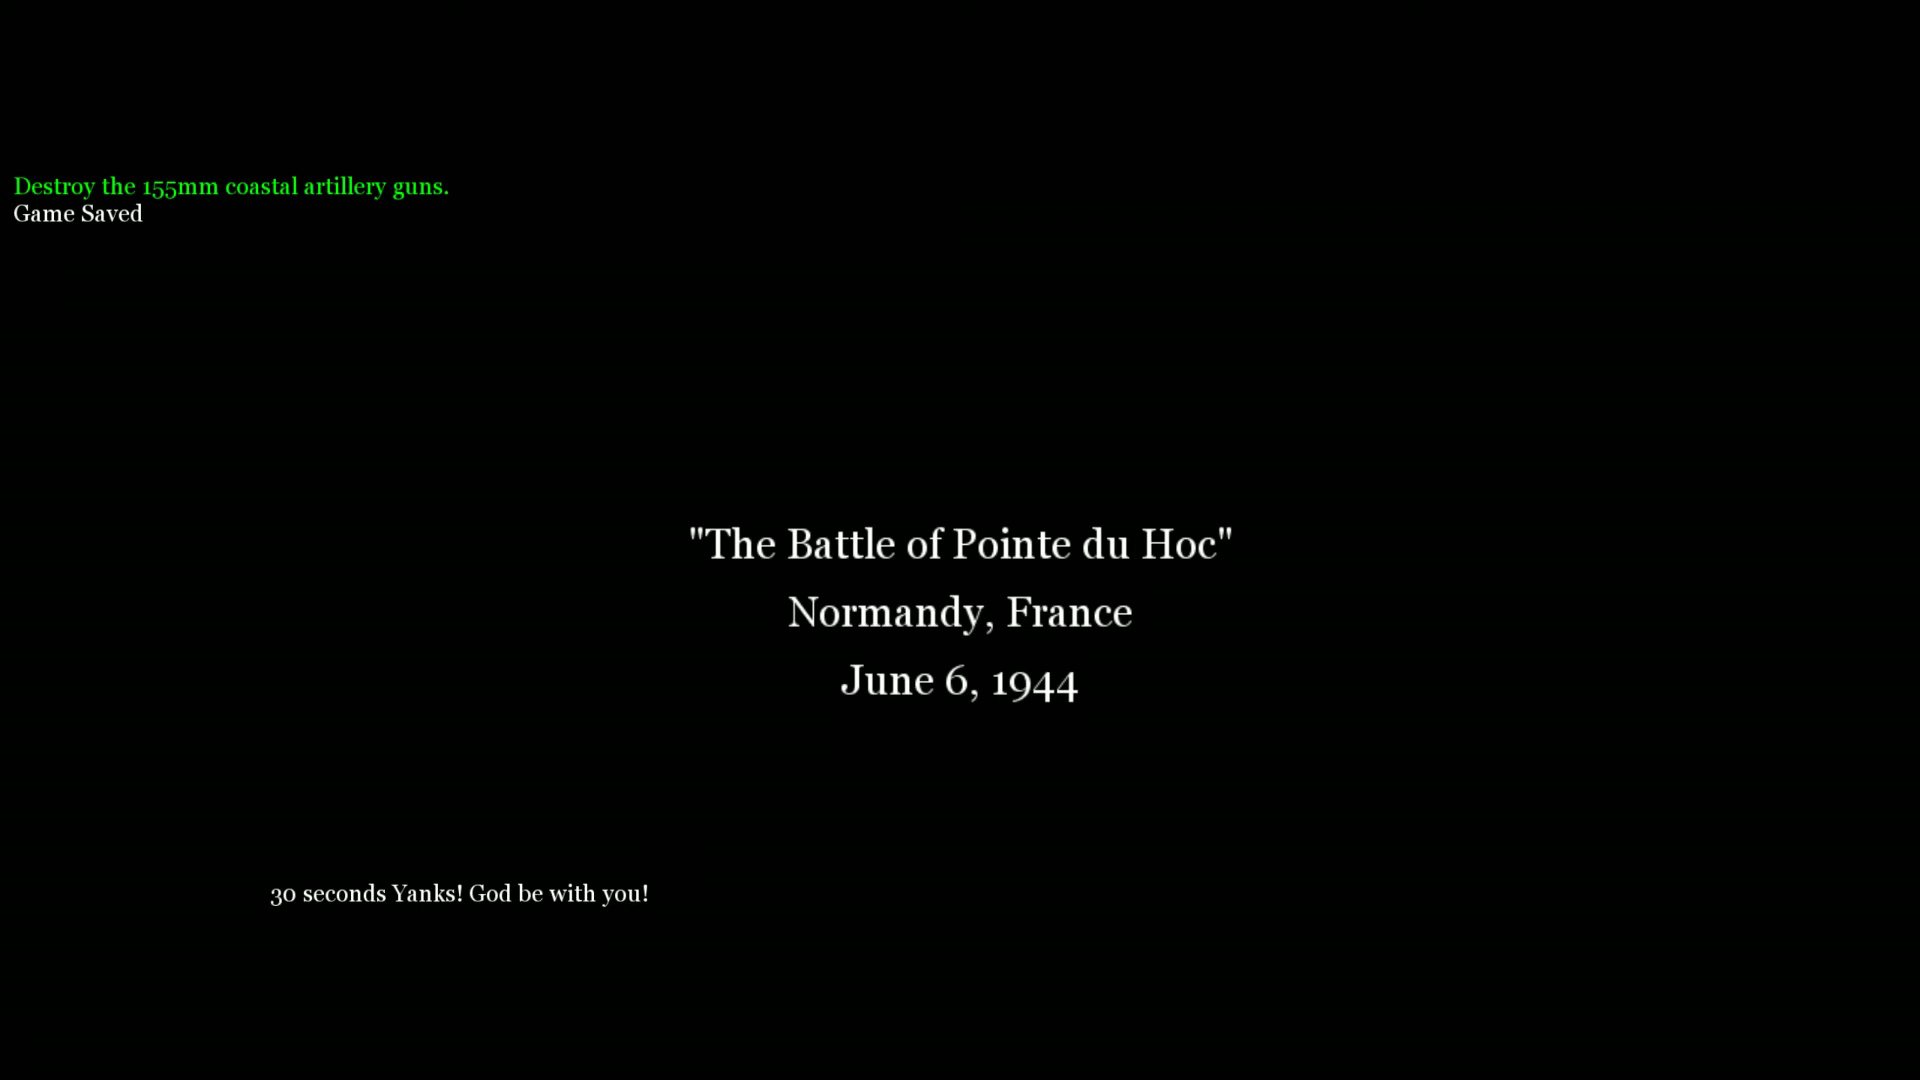 Destroy the 155mm coastal artillery guns.
Game Saved
"The Battle of Pointe du Hoc"
Normandy, France
June 6, 1944
30 seconds Yanks! God be with you!